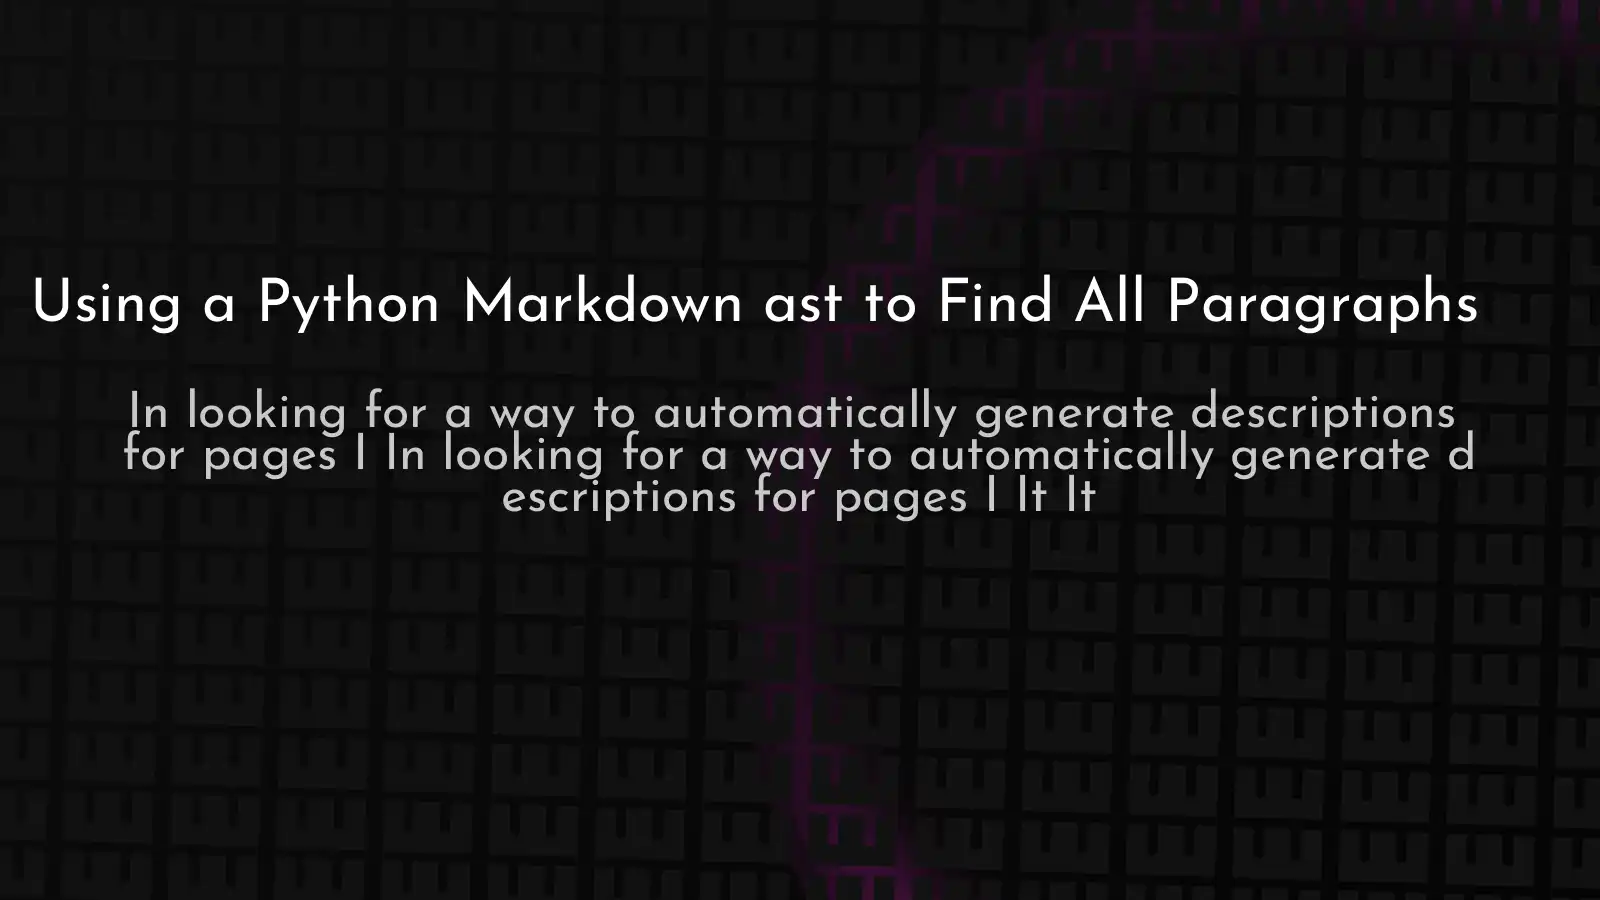 Using a Python Markdown ast to Find All Paragraphs
In looking for a way to automatically generate descriptions
for pages I In looking for a way to automatically generate d
escriptions for pages I It It